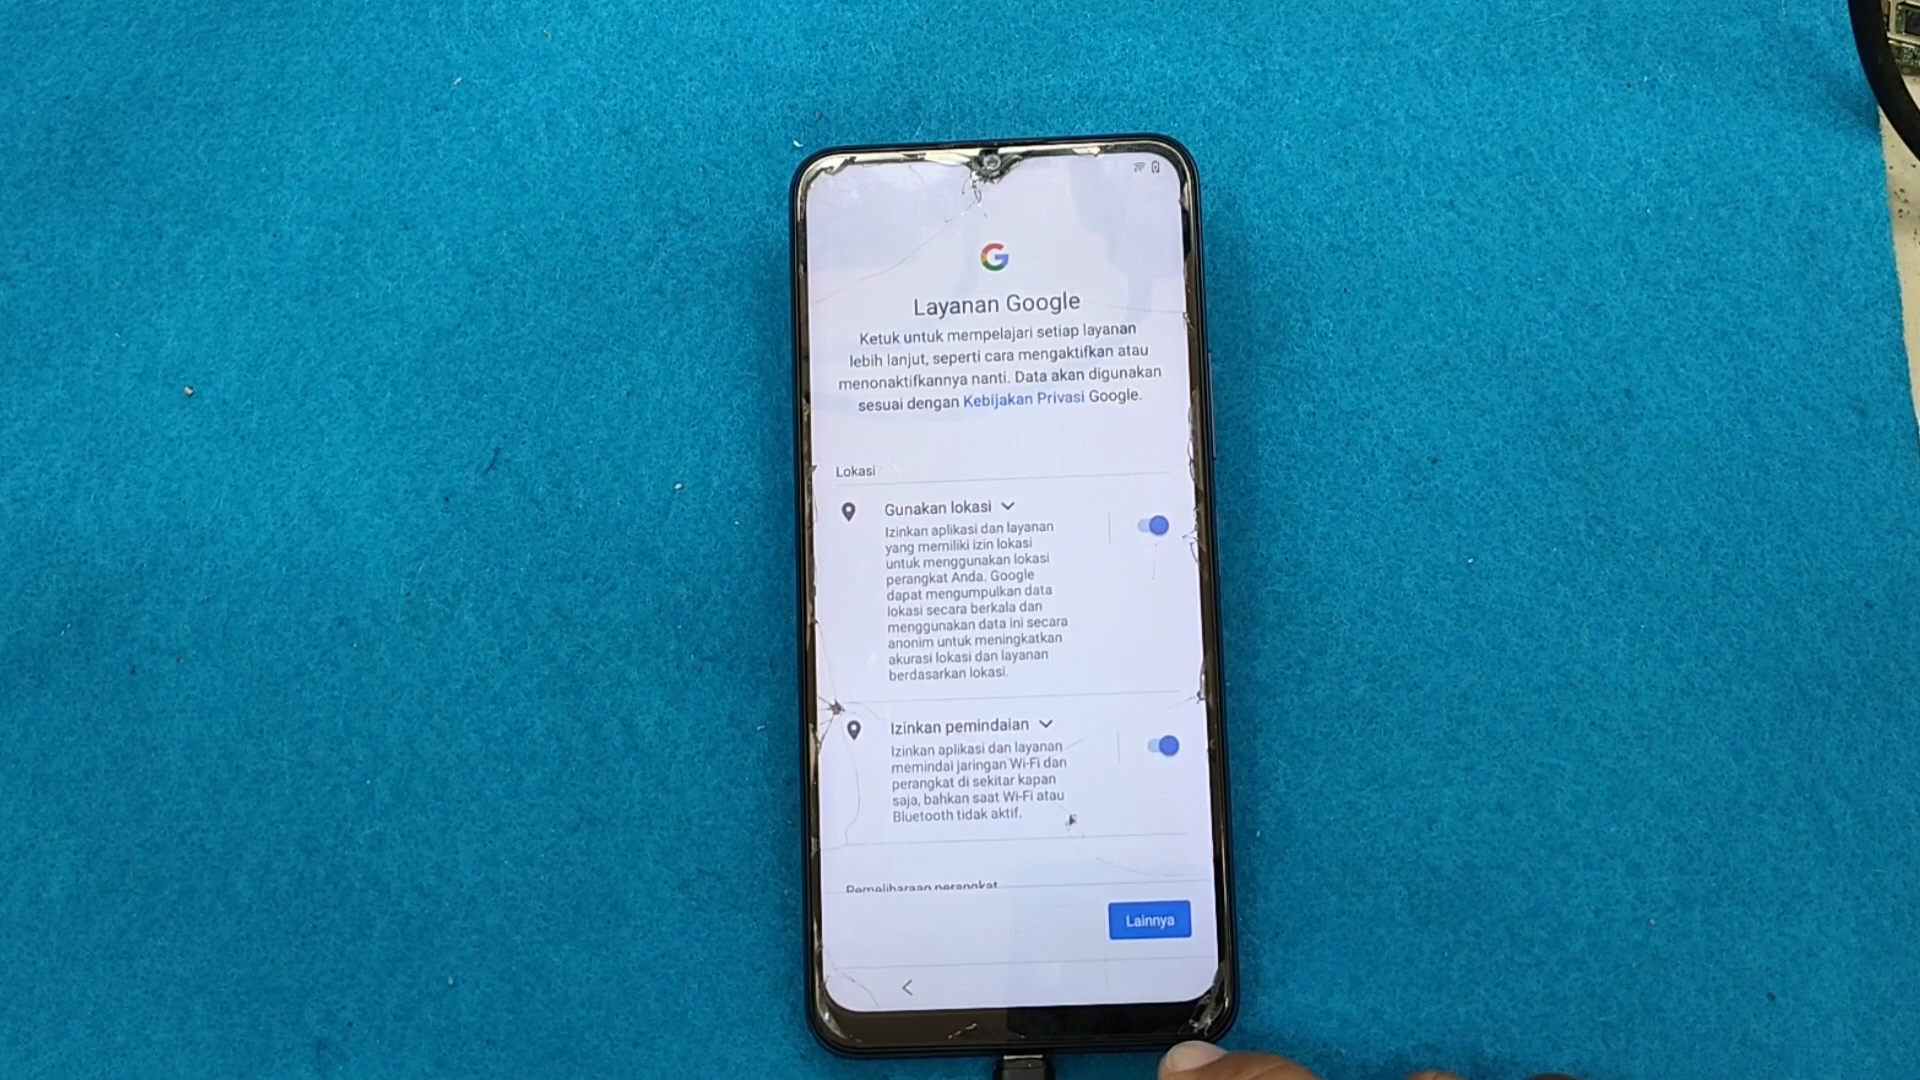 Layanan Google
Ketuk untuk mempelajari setiap layanan
lebih lanjut, seperti cara mengaktifkan atau
menonaktifkannya nanti. Data akan digunakan
sesuai dengan Kebijakan Privasi Google.
Lokasi
Gunakan lokasi
Izinkan aplikasi dan layanan
yang memiliki izin lokasi
untuk menggunakan lokasi
perangkat Anda. Google
dapat mengumpulkan data
lokasi secara berkala dan
menggunakan data ini secara
anonim untuk meningkatkan
akurasi lokasi dan layanan
berdasarkan lokasi.
Izinkan pemindaian
Izinkan aplikasi dan layanan
memindai jaringan Wi-Fi dan
perangkat di sekitar kapan
saja, bahkan saat Wi-Fi atau
Bluetooth tidak aktif.
Pemeliharaan perangkat
Lainnya